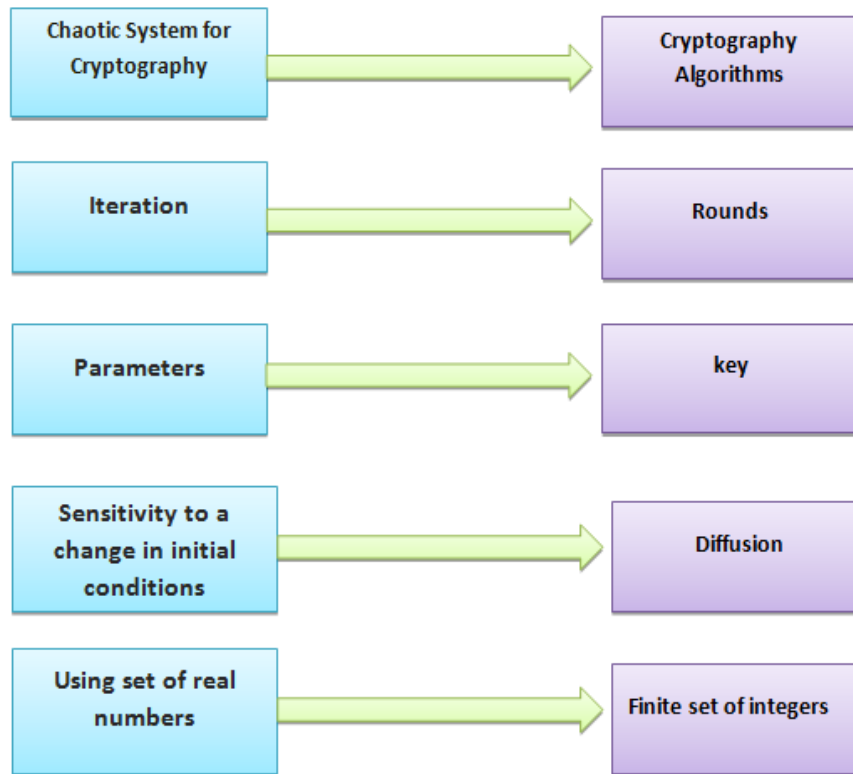 Chaotic System for
Cryptography
Cryptography
Algorithms
Iteration
Rounds
Parameters
key
Sensitivity to a
change in initial
conditions
Diffusion
Using set of real
numbers
Finite set of integers